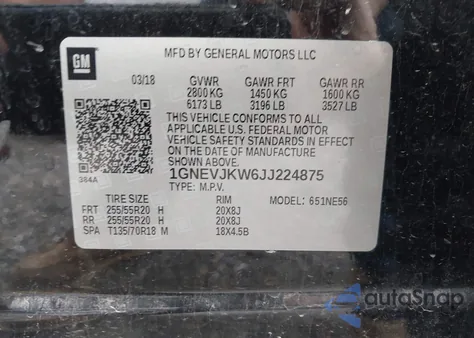 GM
MFD BY GENERAL MOTORS LLC
03/18 GVWR GAWR FRT GAWR RR
2800 KG 1450 KG 1600 KG
6173 LB 3196 LB 3527 LB
THIS VEHICLE CONFORMS TO ALL
APPLICABLE U.S. FEDERAL MOTOR
VEHICLE SAFETY STANDARDS IN EFFECT
ON THE DATE OF MANUFACTURE SHOWN ABOVE.
384A 1GNEVJKW6JJ224875
TYPE: M.P.V.
TIRE SIZE RIM MODEL: 651NE56
FRT 255/55R20 H 20X8J
RR 255/55R20 H 20X8J
SPA T135/70R18 M 18X4.5B
autoSnap